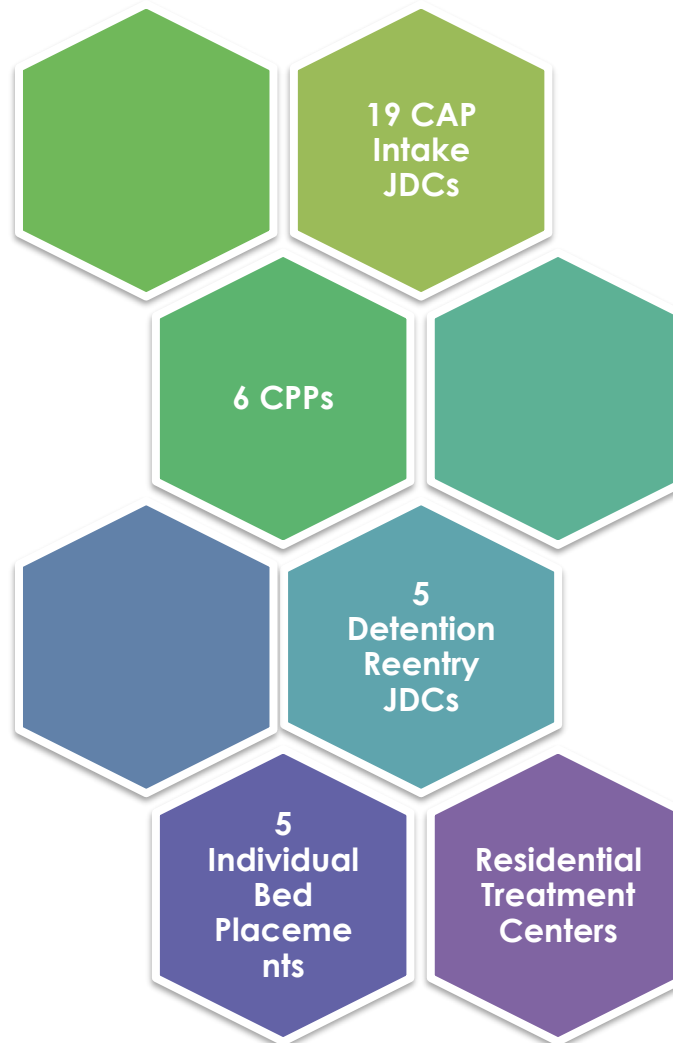 19 CAP
Intake
JDCs
6 CPPs
5
Detention
Reentry
JDCs
5
Individual
Bed
Placeme
nts
Residential
Treatment
Centers